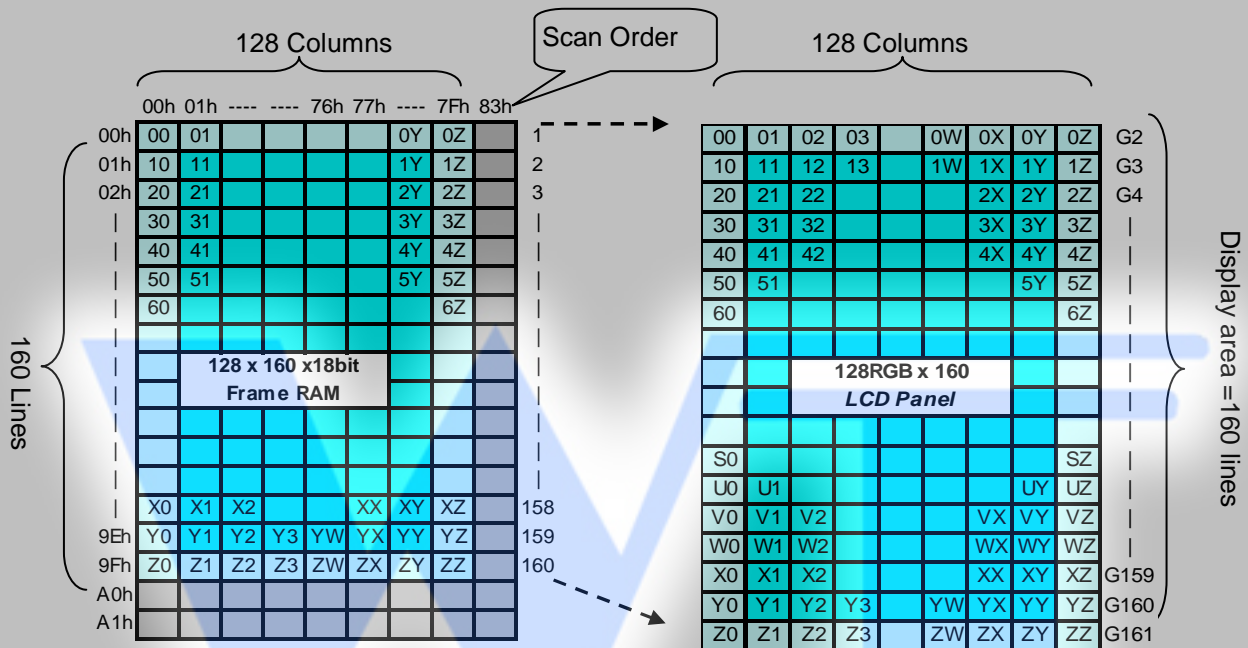 128 Columns
Scan Order
128 Columns
00h 01h ---- ---- 76h 77h ---- 7Fh 83h
00h 00 01 0Y 0Z 1
01h 10 11 1Y 1Z 2
02h 20 21 2Y 2Z 3
30 31 3Y 3Z
40 41 4Y 4Z
50 51 5Y 5Z
60 6Z
128 x 160 x18bit
Frame RAM
X0 X1 X2 XX XY XZ 158
9Eh Y0 Y1 Y2 Y3 YW YX YY YZ 159
9Fh Z0 Z1 Z2 Z3 ZW ZX ZY ZZ 160
A0h
A1h
160 Lines
00 01 02 03 0W 0X 0Y 0Z G2
10 11 12 13 1W 1X 1Y 1Z G3
20 21 22 2X 2Y 2Z G4
30 31 32 3X 3Y 3Z
40 41 42 4X 4Y 4Z
50 51 5Y 5Z
60 6Z
128RGB x 160
LCD Panel
S0 SZ
U0 U1 UY UZ
V0 V1 V2 VX VY VZ
W0 W1 W2 WX WY WZ
X0 X1 X2 XX XY XZ G159
Y0 Y1 Y2 Y3 YW YX YY YZ G160
Z0 Z1 Z2 Z3 ZW ZX ZY ZZ G161
Display area =160 lines